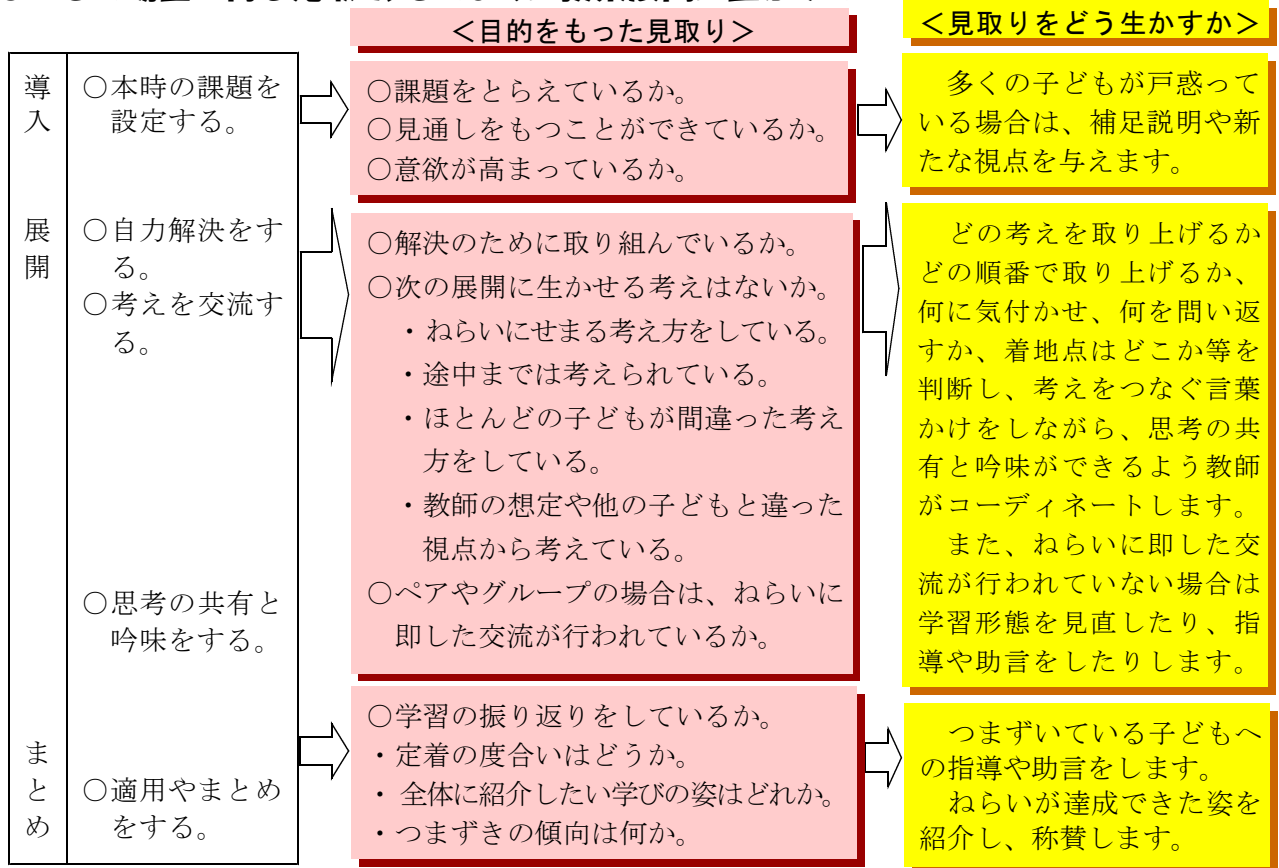 ＜目的をもった見取り＞
＜見取りをどう生かすか＞
導入
○本時の課題を
設定する。
○課題をとらえているか。
○見通しをもつことができているか。
○意欲が高まっているか。
多くの子どもが戸惑って
いる場合は、補足説明や新
たな視点を与えます。
展開
○自力解決をす
る。
○考えを交流す
る。
○思考の共有と
吟味をする。
○解決のために取り組んでいるか。
○次の展開に生かせる考えはないか。
・ねらいにせまる考え方をしている。
・途中までは考えられている。
・ほとんどの子どもが間違った考え
方をしている。
・教師の想定や他の子どもと違った
視点から考えている。
○ペアやグループの場合は、ねらいに
即した交流が行われているか。
どの考えを取り上げるか
どの順番で取り上げるか、
何に気付かせ、何を問い返
すか、着地点はどこか等を
判断し、考えをつなぐ言葉
かけをしながら、思考の共
有と吟味ができるよう教師
がコーディネートします。
また、ねらいに即した交
流が行われていない場合は
学習形態を見直したり、指
導や助言をしたりします。
まとめ
○適用やまとめ
をする。
○学習の振り返りをしているか。
・定着の度合いはどうか。
・全体に紹介したい学びの姿はどれか。
・つまずきの傾向は何か。
つまずいている子どもへ
の指導や助言をします。
ねらいが達成できた姿を
紹介し、称賛します。